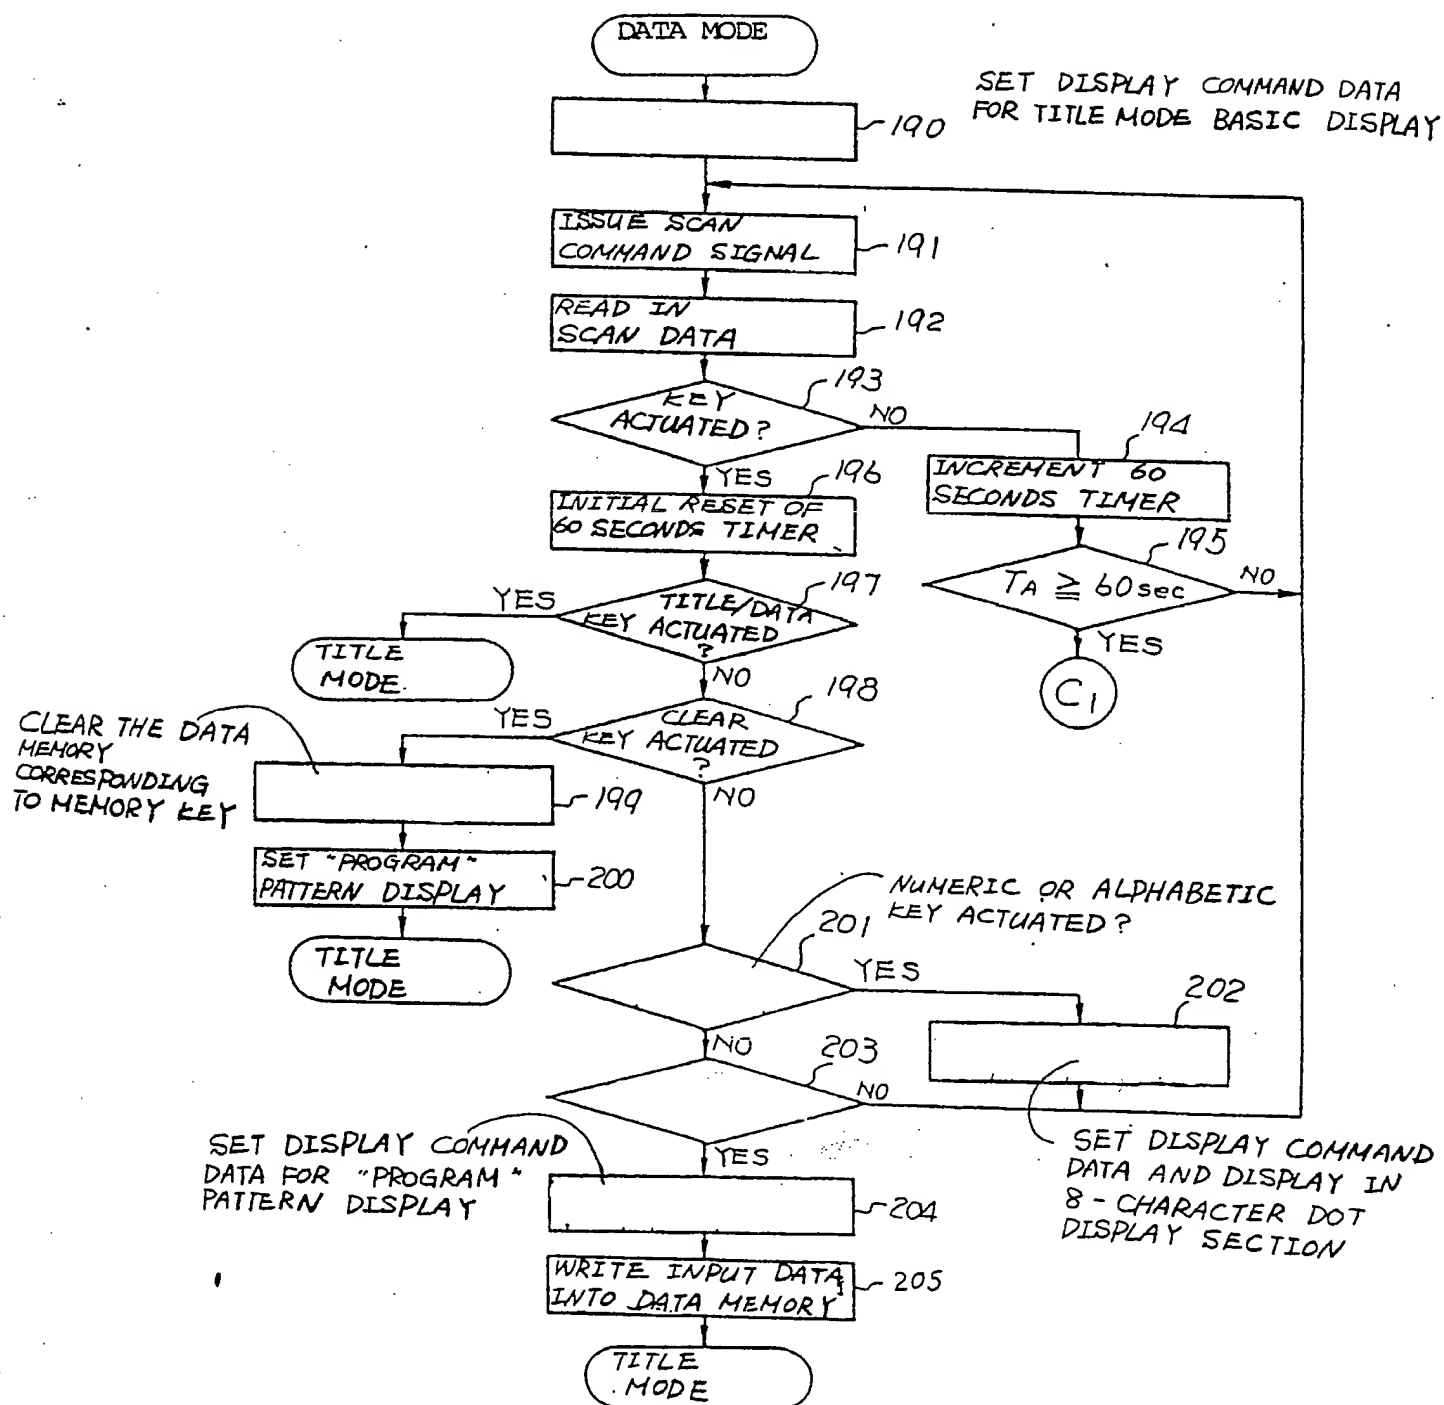 DATA MODE
SET DISPLAY COMMAND DATA
FOR TITLE MODE BASIC DISPLAY
190
ISSUE SCAN
COMMAND SIGNAL
191
READ IN
SCAN DATA
192
193
KEY
ACTUATED?
NO
YES
194
INCREMENT 60
SECONDS TIMER
196
INITIAL RESET OF
60 SECONDS TIMER
195
TA ≧ 60sec
NO
YES
C1
197
TITLE/DATA
KEY ACTUATED
?
YES
NO
TITLE
MODE.
198
CLEAR
KEY ACTUATED
?
YES
NO
CLEAR THE DATA
MEMORY
CORRESPONDING
TO MEMORY KEY
199
SET "PROGRAM"
PATTERN DISPLAY
200
TITLE
MODE
NUMERIC OR ALPHABETIC
KEY ACTUATED?
201
YES
NO
202
203
NO
YES
SET DISPLAY COMMAND
DATA AND DISPLAY IN
8-CHARACTER DOT
DISPLAY SECTION
SET DISPLAY COMMAND
DATA FOR "PROGRAM"
PATTERN DISPLAY
204
WRITE INPUT DATA
INTO DATA MEMORY
205
TITLE
MODE